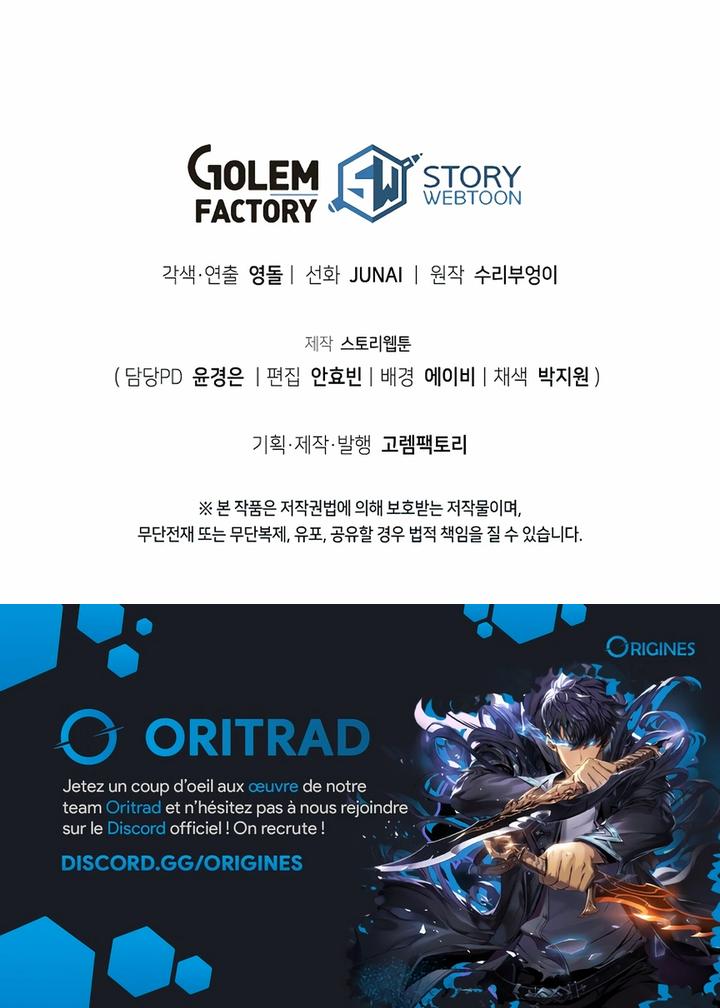 GOLEM
FACTORY
SW
STORY
WEBTOON
각색·연출 영돌 | 선화 JUNAI | 원작 수리부엉이
제작 스토리웹툰
( 담당PD 윤경은 | 편집 안효빈 | 배경 에이비 | 채색 박지원 )
기획·제작·발행 고렘팩토리
※ 본 작품은 저작권법에 의해 보호받는 저작물이며,
무단전재 또는 무단복제, 유포, 공유할 경우 법적 책임을 질 수 있습니다.
ORIGINES
ORITRAD
Jetez un coup d'oeil aux œuvre de notre
team Oritrad et n'hésitez pas à nous rejoindre
sur le Discord officiel ! On recrute !
DISCORD.GG/ORIGINES